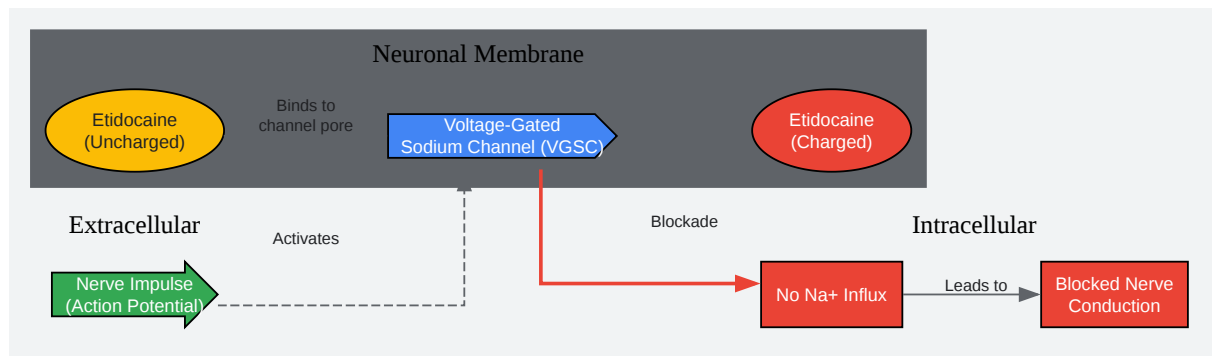 Neuronal Membrane
Etidocaine
(Uncharged)
Binds to
channel pore
Voltage-Gated
Sodium Channel (VGSC)
Etidocaine
(Charged)
Extracellular
Activates
Blockade
Intracellular
Nerve Impulse
(Action Potential)
No Na+ Influx
Leads to
Blocked Nerve
Conduction